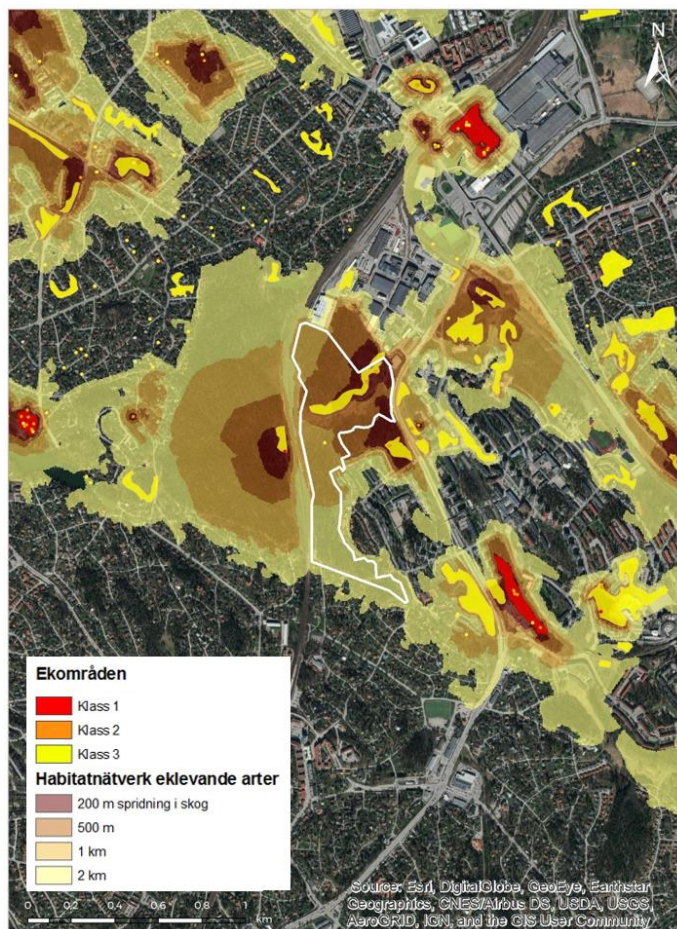 N
Ekområden
Klass 1
Klass 2
Klass 3
Habitatnätverk eklevande arter
200 m spridning i skog
500 m
1 km
2 km
0 0,2 0,4 0,6 0,8 1,0
km
Source: Esri, DigitalGlobe, GeoEye, Earthstar
Geographics, CNES/Airbus DS, USDA, USGS,
AeroGRID, IGN, and the GIS User Community